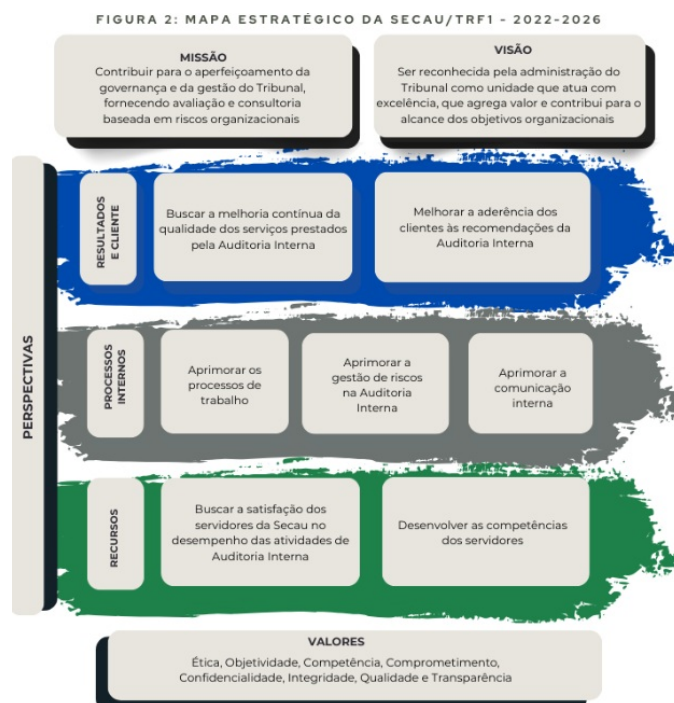 FIGURA 2: MAPA ESTRATÉGICO DA SECAU/TRF1 - 2022-2026
MISSÃO
Contribuir para o aperfeiçoamento da
governança e da gestão do Tribunal,
fornecendo avaliação e consultoria
baseada em riscos organizacionais
VISÃO
Ser reconhecida pela administração do
Tribunal como unidade que atua com
excelência, que agrega valor e contribui para o
alcance dos objetivos organizacionais
PERSPECTIVAS
RESULTADOS
E CLIENTE
Buscar a melhoria contínua da
qualidade dos serviços prestados
pela Auditoria Interna
Melhorar a aderência dos
clientes às recomendações da
Auditoria Interna
PROCESSOS
INTERNOS
Aprimorar os
processos de
trabalho
Aprimorar a
gestão de riscos
na Auditoria
Interna
Aprimorar a
comunicação
interna
RECURSOS
Buscar a satisfação dos
servidores da Secau no
desempenho das atividades de
Auditoria Interna
Desenvolver as competências
dos servidores
VALORES
Ética, Objetividade, Competência, Comprometimento,
Confidencialidade, Integridade, Qualidade e Transparência